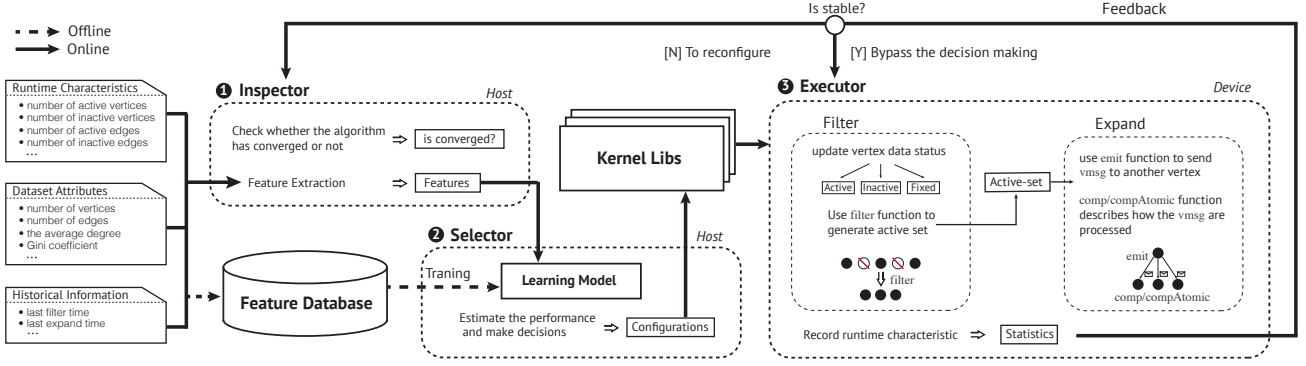 Is stable?
Feedback
Offline
Online
[N] To reconfigure
[Y] Bypass the decision making
Runtime Characteristics
• number of active vertices
• number of inactive vertices
• number of active edges
• number of inactive edges
...
Dataset Attributes
• number of vertices
• number of edges
• the average degree
• Gini coefficient
...
Historical Information
• last filter time
• last expand time
...
1 Inspector
Host
Check whether the algorithm
has converged or not
is converged?
Feature Extraction
Features
Feature Database
Traning
2 Selector
Host
Learning Model
Estimate the performance
and make decisions
Configurations
Kernel Libs
3 Executor
Device
Filter
update vertex data status
Active
Inactive
Fixed
Use filter function to
generate active set
filter
Active-set
Expand
use emit function to send
vmsg to another vertex
comp/compAtomic function
describes how the vmsg are
processed
emit
comp/compAtomic
Record runtime characteristic
Statistics